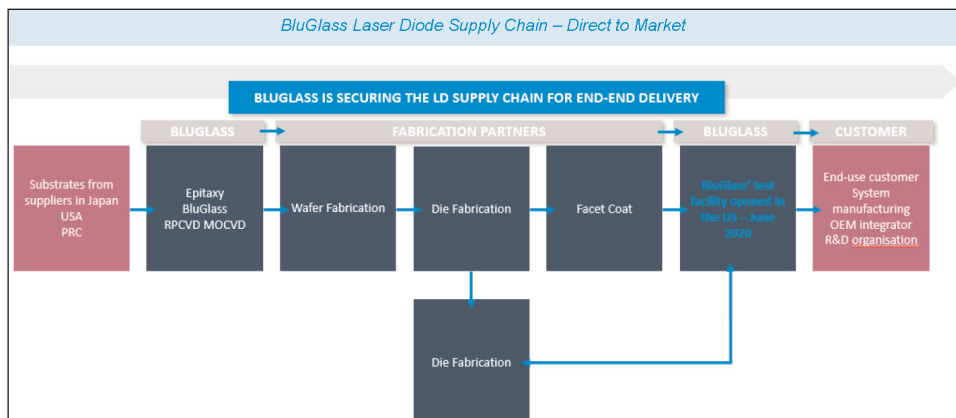 BluGlass Laser Diode Supply Chain – Direct to Market
BLUGLASS IS SECURING THE LD SUPPLY CHAIN FOR END-END DELIVERY
BLUGLASS
FABRICATION PARTNERS
BLUGLASS
CUSTOMER
Substrates from
suppliers in Japan
USA
PRC
Epitaxy
BluGlass
RPCVD MOCVD
Wafer Fabrication
Die Fabrication
Facet Coat
BluGlass' test
facility opened in
the US – June
2020
End-use customer
System
manufacturing
OEM integrator
R&D organisation
Die Fabrication